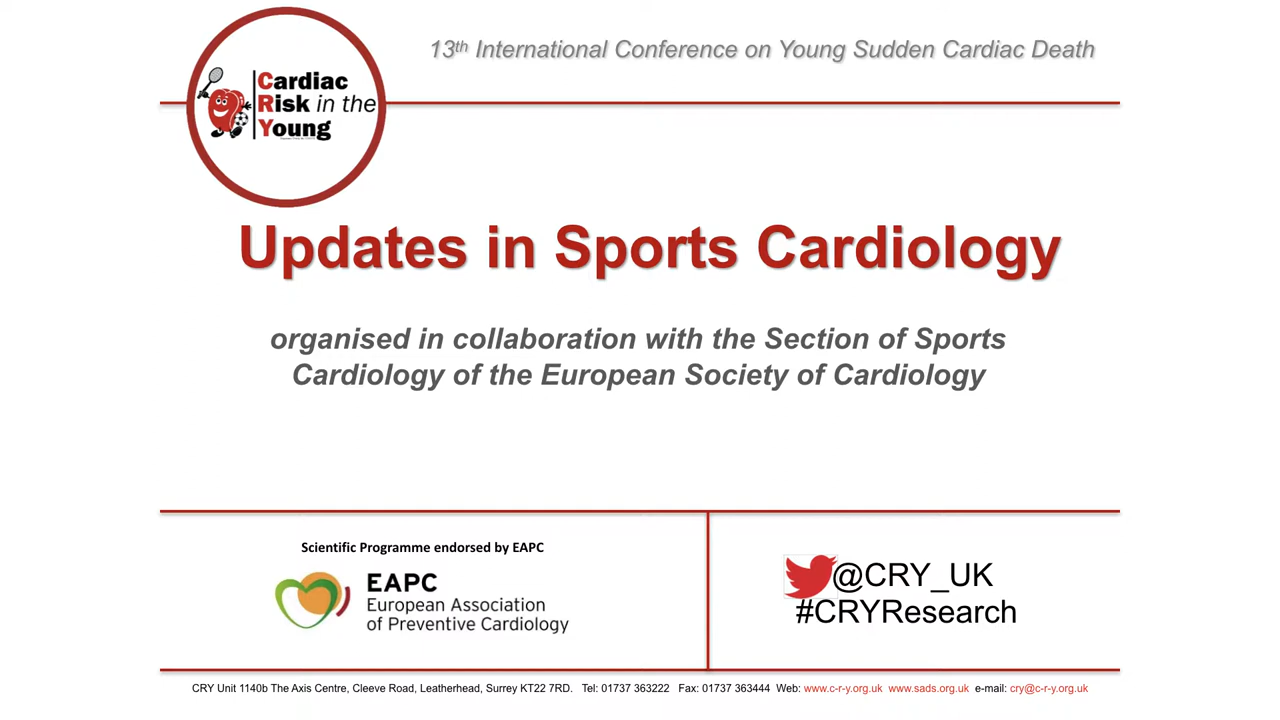 13th International Conference on Young Sudden Cardiac Death
Cardiac
Risk in the
Young
Updates in Sports Cardiology
organised in collaboration with the Section of Sports
Cardiology of the European Society of Cardiology
Scientific Programme endorsed by EAPC
EAPC
European Association
of Preventive Cardiology
@CRY_UK
#CRYResearch
CRY Unit 1140b The Axis Centre, Cleeve Road, Leatherhead, Surrey KT22 7RD. Tel: 01737 363222 Fax: 01737 363444 Web: www.c-r-y.org.uk www.sads.org.uk e-mail: cry@c-r-y.org.uk